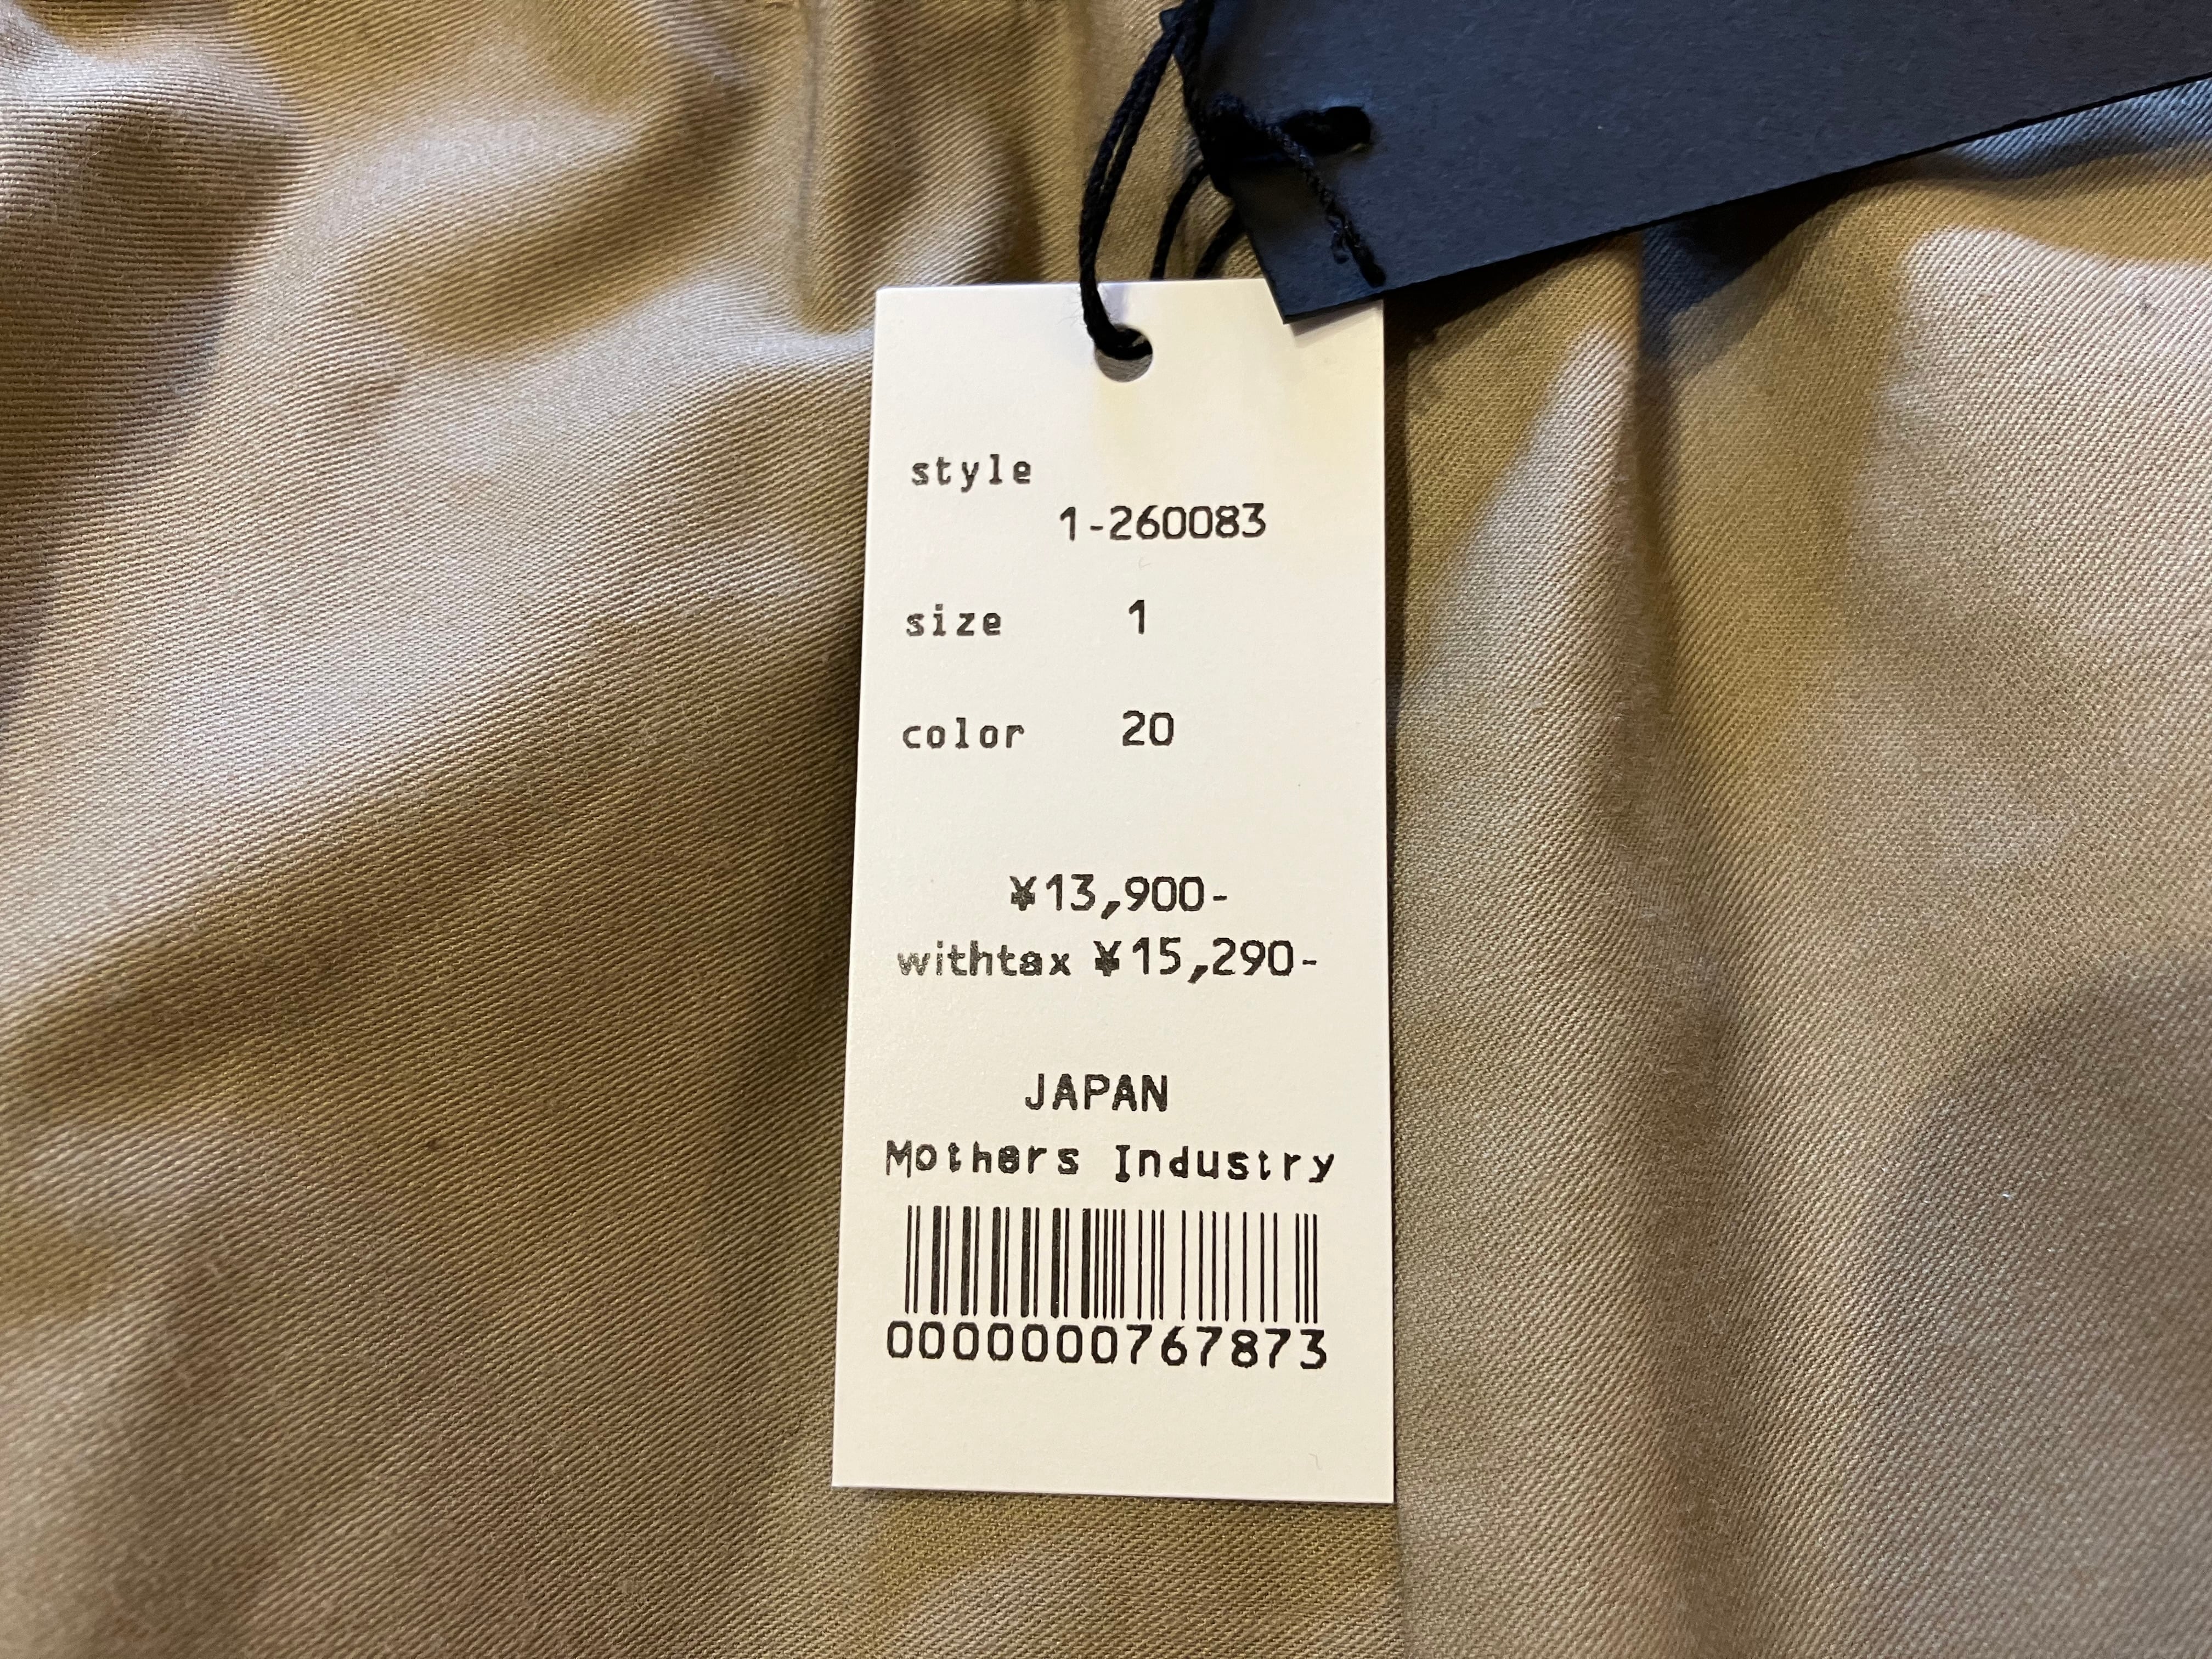 style
1-260083
size 1
color 20
¥13,900-
withtax ¥15,290-
JAPAN
Mothers Industry
0000000767873